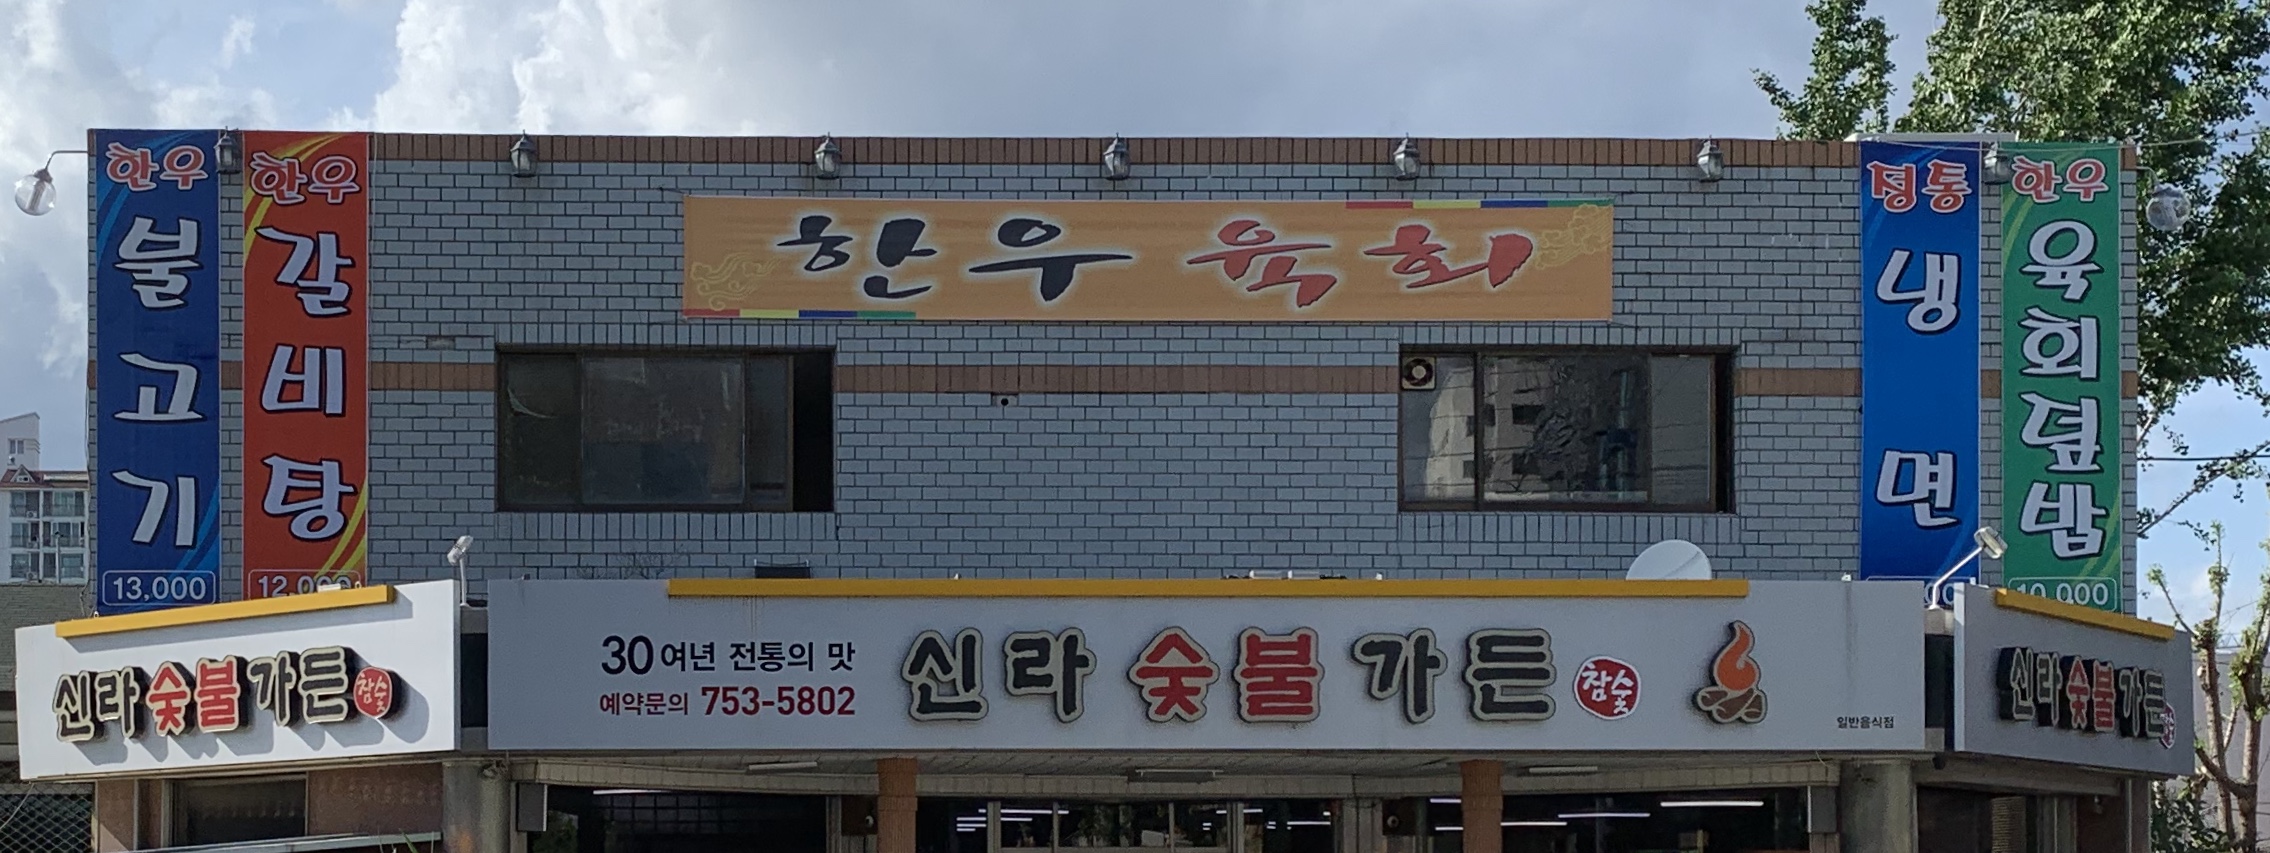 한우
불고기
13,000
한우
갈비탕
한우 육회
정통
냉면
한우
육회덮밥
10,000
신라숯불가든
참숯
30여년 전통의 맛
예약문의 753-5802
신라숯불가든
참숯
일반음식점
신라숯불가든
참숯